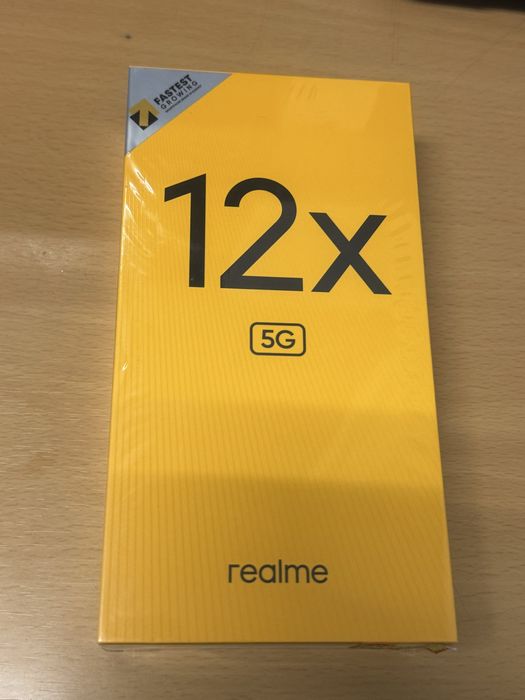 FASTEST
GROWING
12x
5G
realme